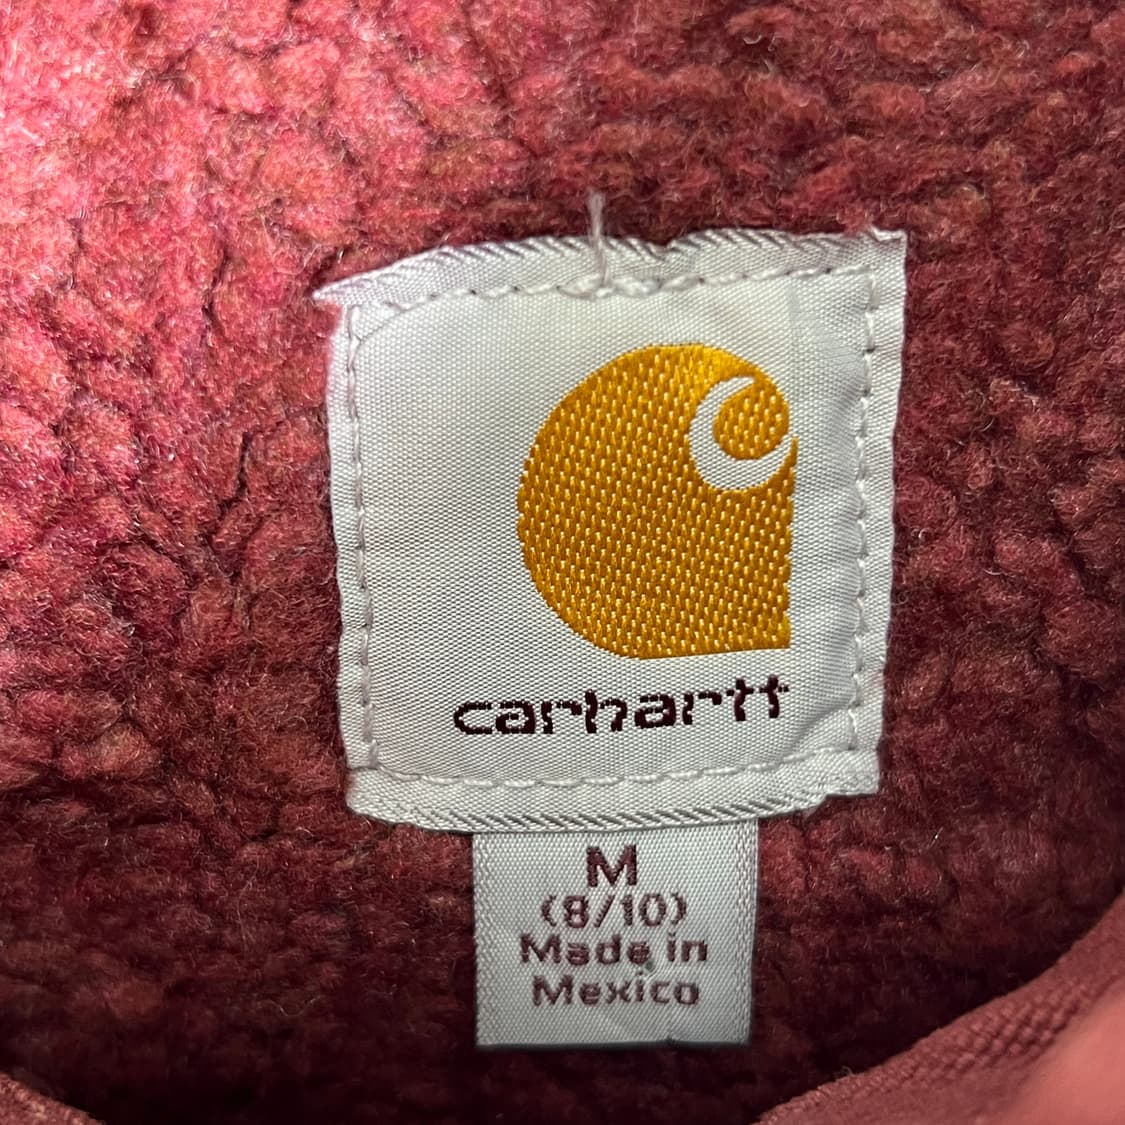 carhartt
M
(8/10)
Made in
Mexico